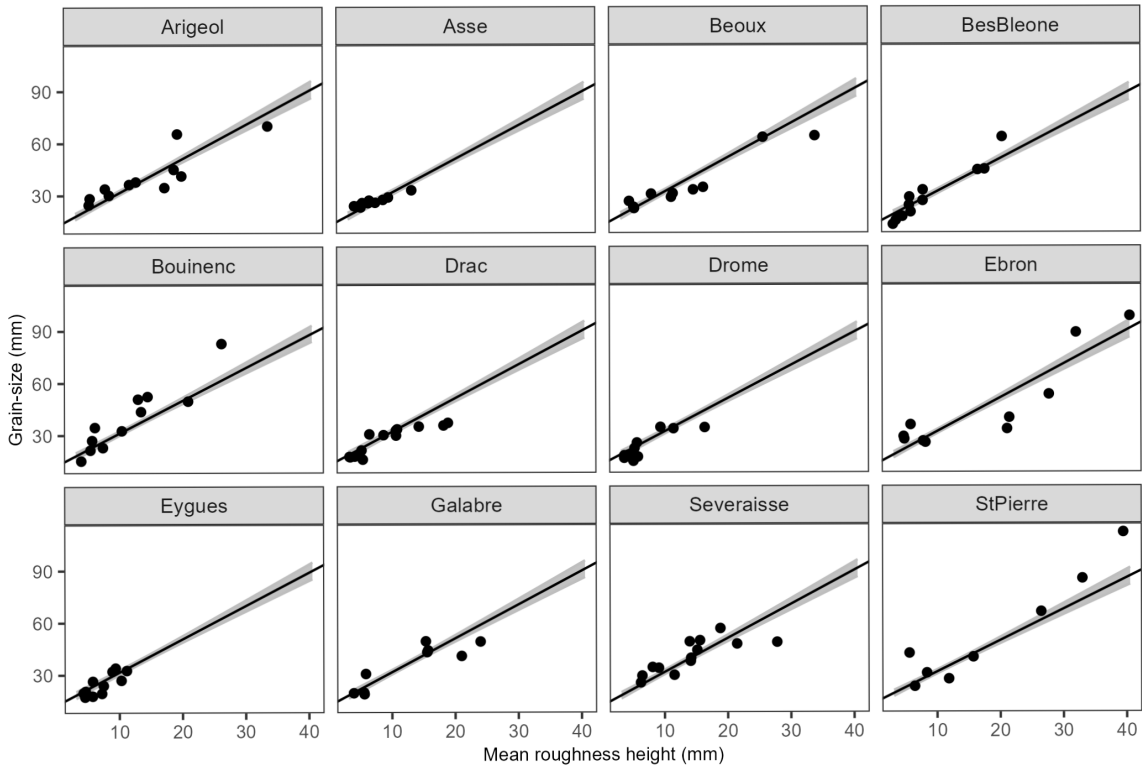 Arigeol Asse Beoux BesBleone
90
60
30
Bouinenc Drac Drome Ebron
90
60
30
Grain-size (mm)
Eygues Galabre Severaisse StPierre
90
60
30
10 20 30 40 10 20 30 40 10 20 30 40 10 20 30 40
Mean roughness height (mm)